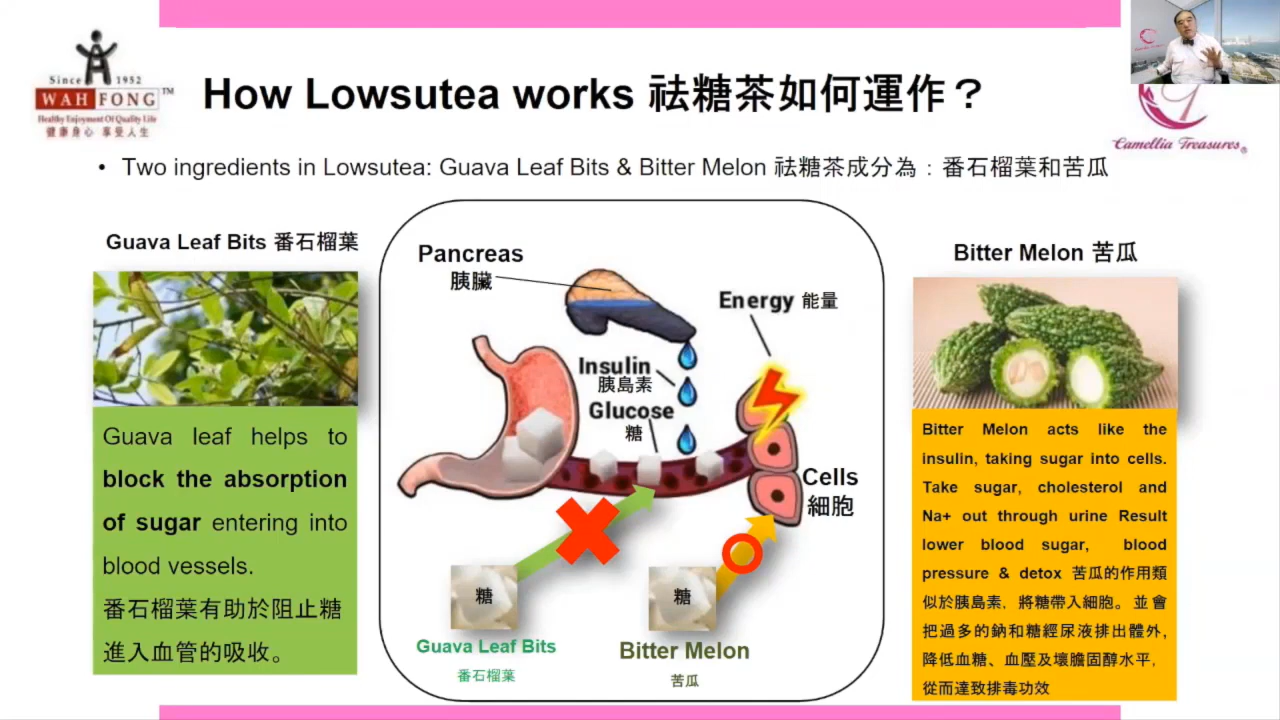 Since 1952
WAH FONG TM
Healthy Enjoyment Of Quality Life
健康身心 享受人生
How Lowsutea works 祛糖茶如何運作？
Camellia Treasures®
• Two ingredients in Lowsutea: Guava Leaf Bits & Bitter Melon 祛糖茶成分為：番石榴葉和苦瓜
Guava Leaf Bits 番石榴葉
Guava leaf helps to
block the absorption
of sugar entering into
blood vessels.
番石榴葉有助於阻止糖
進入血管的吸收。
Pancreas
胰臟
Energy 能量
Insulin
胰島素
Glucose
糖
Cells
細胞
糖
糖
Guava Leaf Bits
番石榴葉
Bitter Melon
苦瓜
Bitter Melon 苦瓜
Bitter Melon acts like the
insulin, taking sugar into cells.
Take sugar, cholesterol and
Na+ out through urine Result
lower blood sugar, blood
pressure & detox 苦瓜的作用類
似於胰島素，將糖帶入細胞。並會
把過多的鈉和糖經尿液排出體外，
降低血糖、血壓及壞膽固醇水平，
從而達致排毒功效